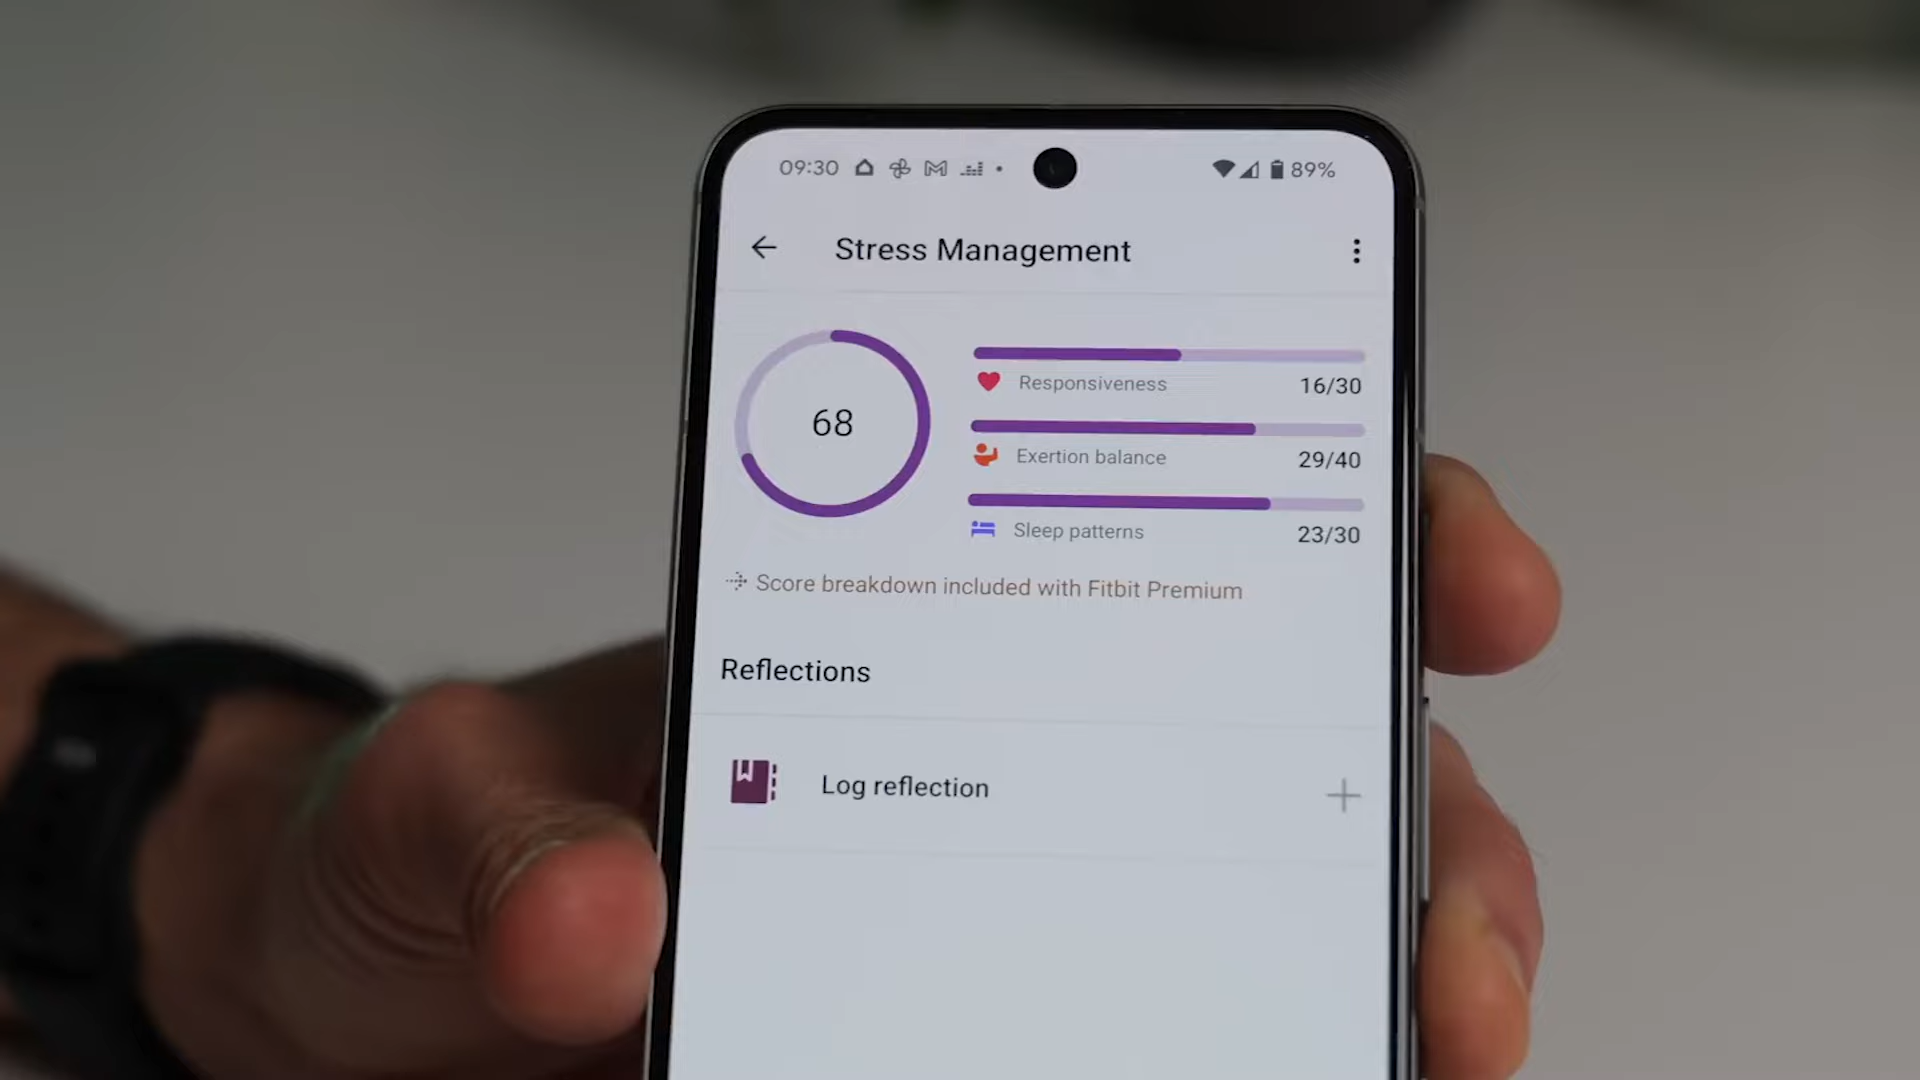 09:30
89%
Stress Management
68
Responsiveness 16/30
Exertion balance 29/40
Sleep patterns 23/30
Score breakdown included with Fitbit Premium
Reflections
Log reflection